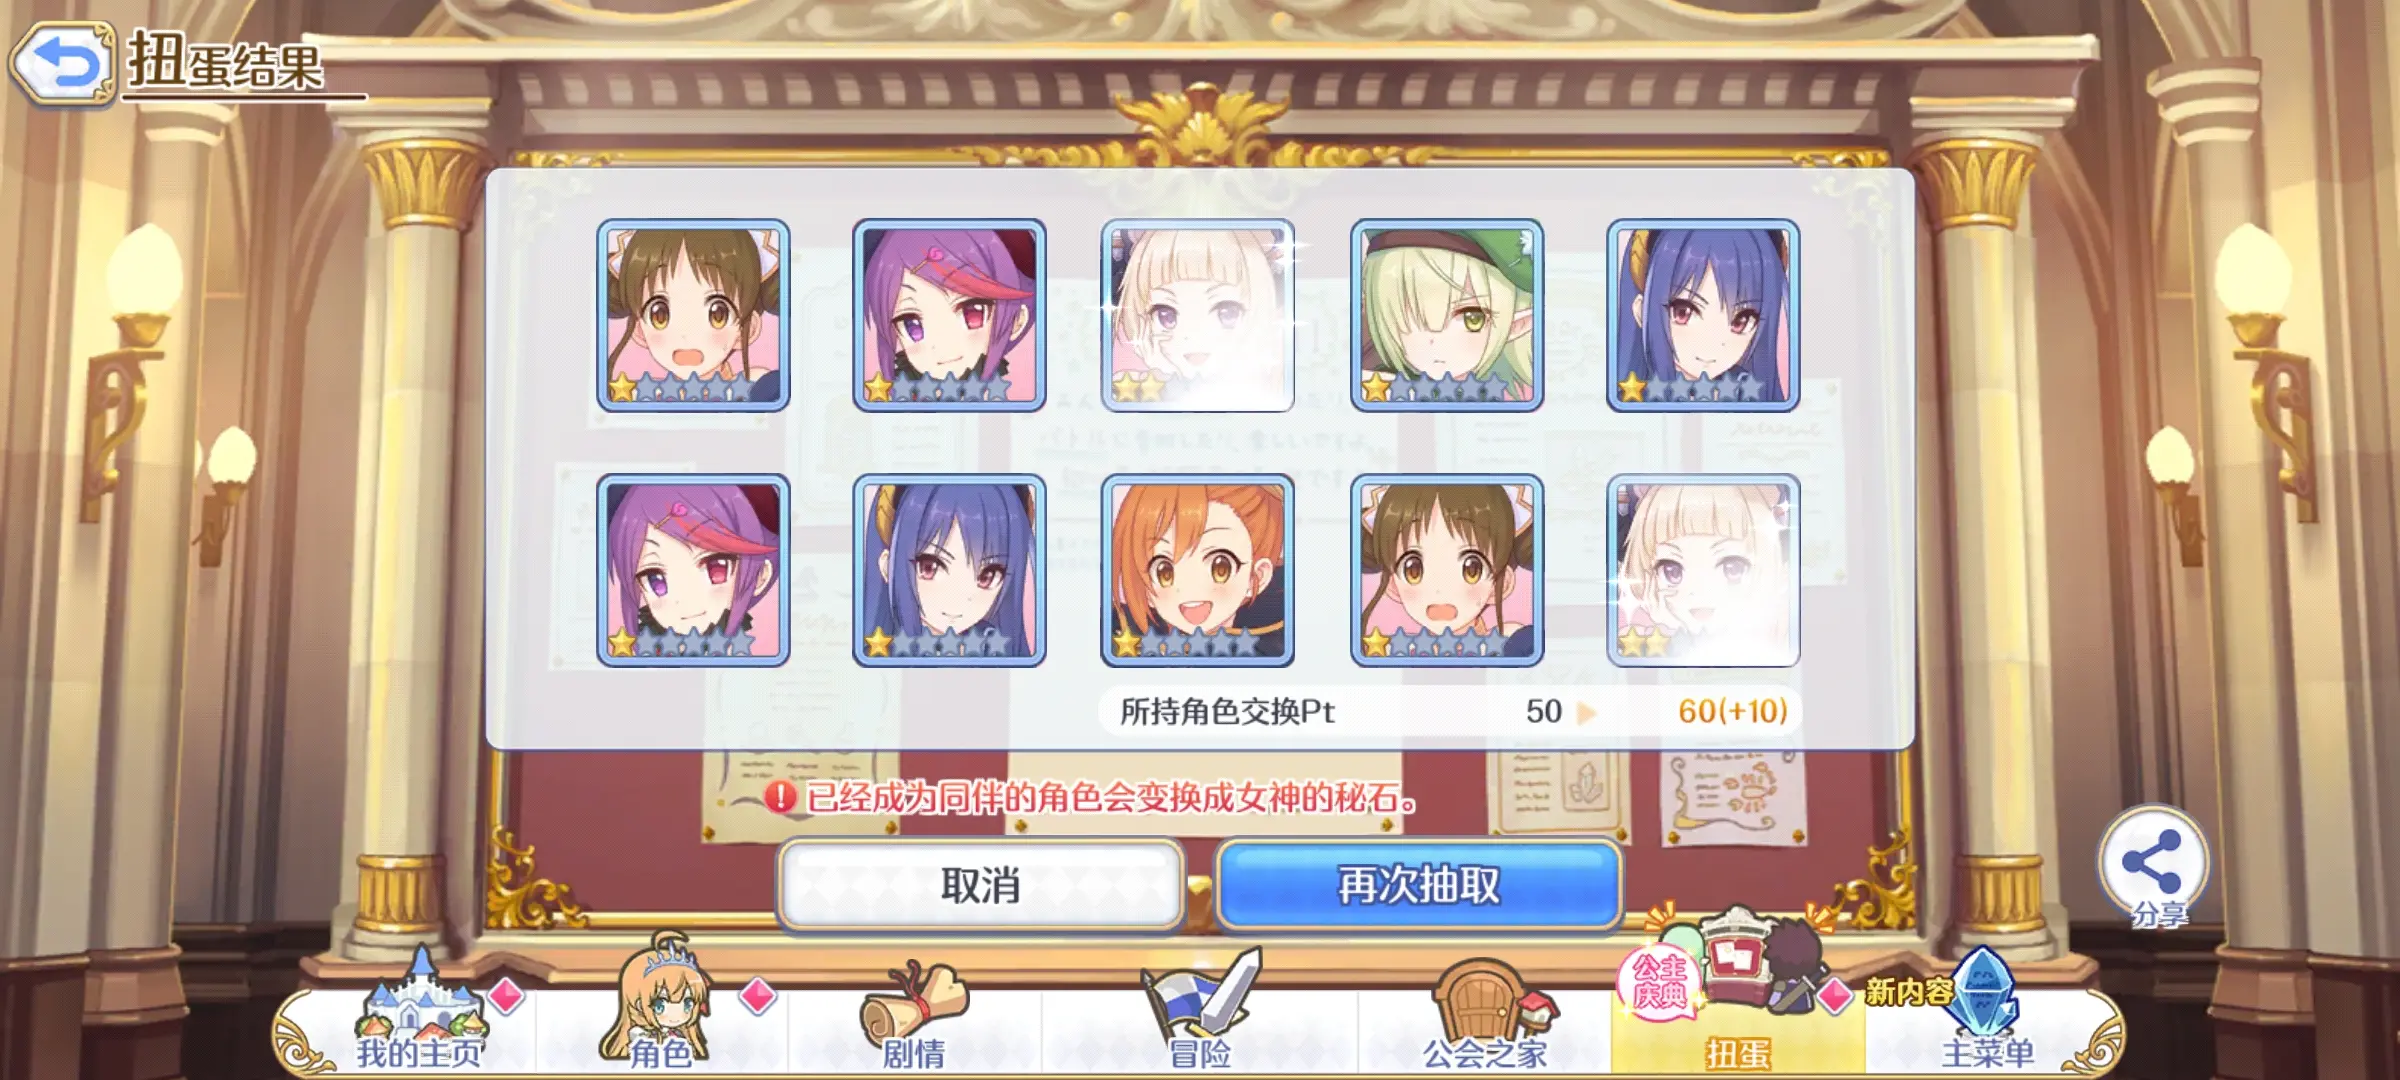 扭蛋结果
所持角色交换Pt 50 60(+10)
已经成为同伴的角色会变换成女神的秘石。
取消
再次抽取
分享
公主
庆典
新内容
我的主页
角色
剧情
冒险
公会之家
扭蛋
主菜单